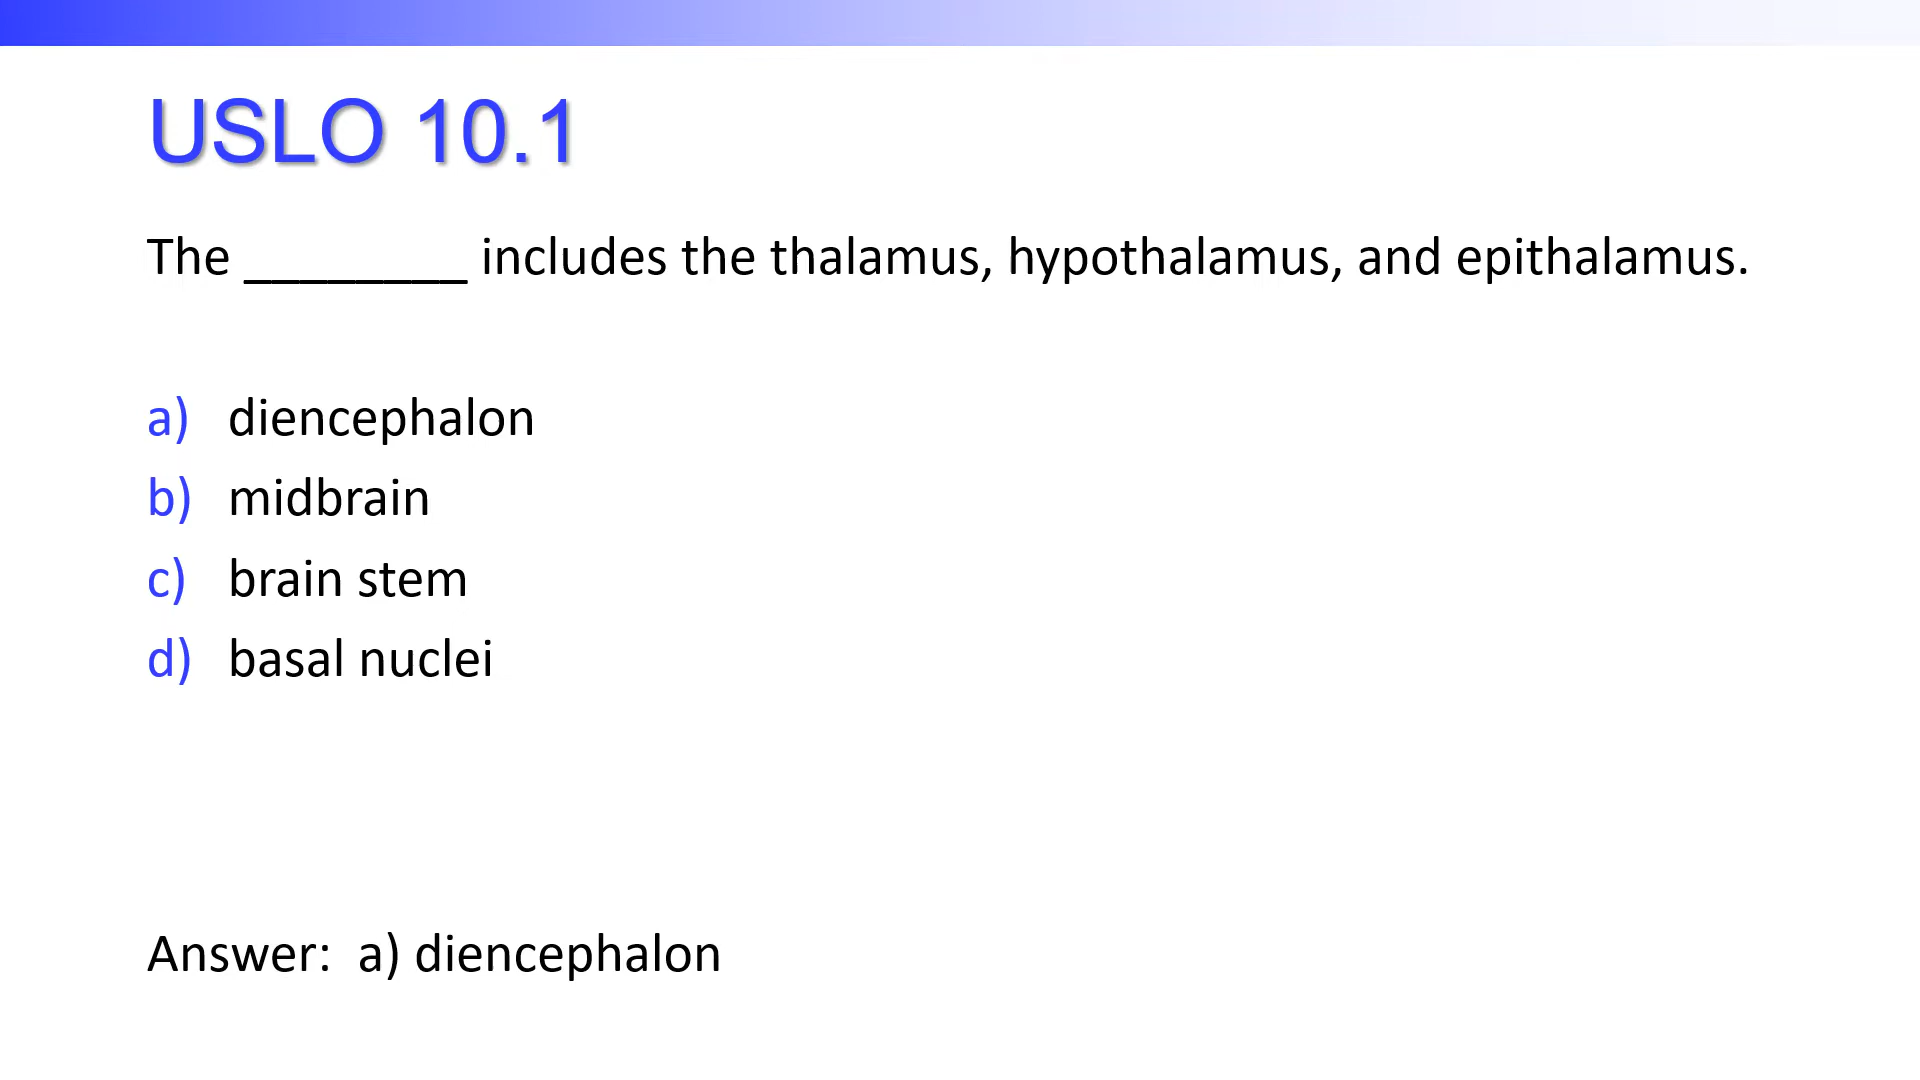 USLO 10.1
The ________ includes the thalamus, hypothalamus, and epithalamus.
a) diencephalon
b) midbrain
c) brain stem
d) basal nuclei
Answer: a) diencephalon